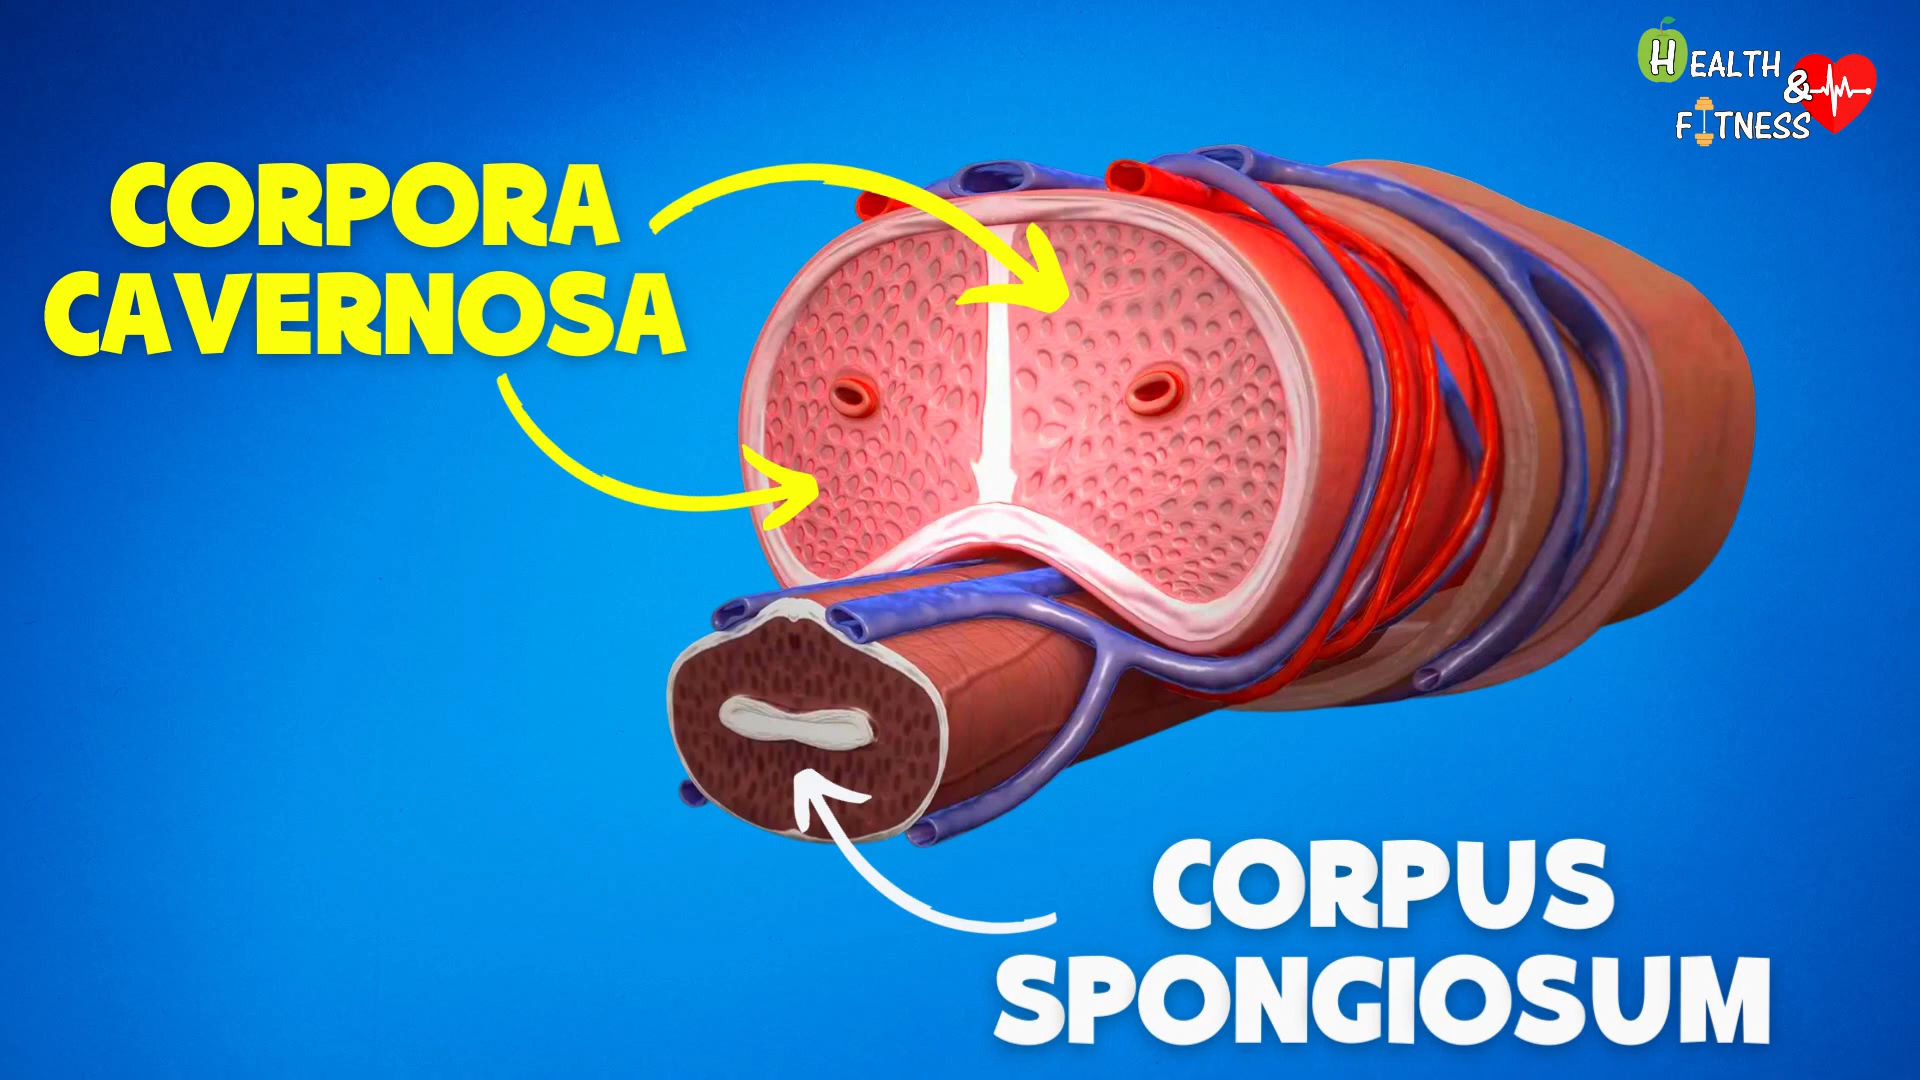 HEALTH
&
FITNESS
CORPORA
CAVERNOSA
CORPUS
SPONGIOSUM